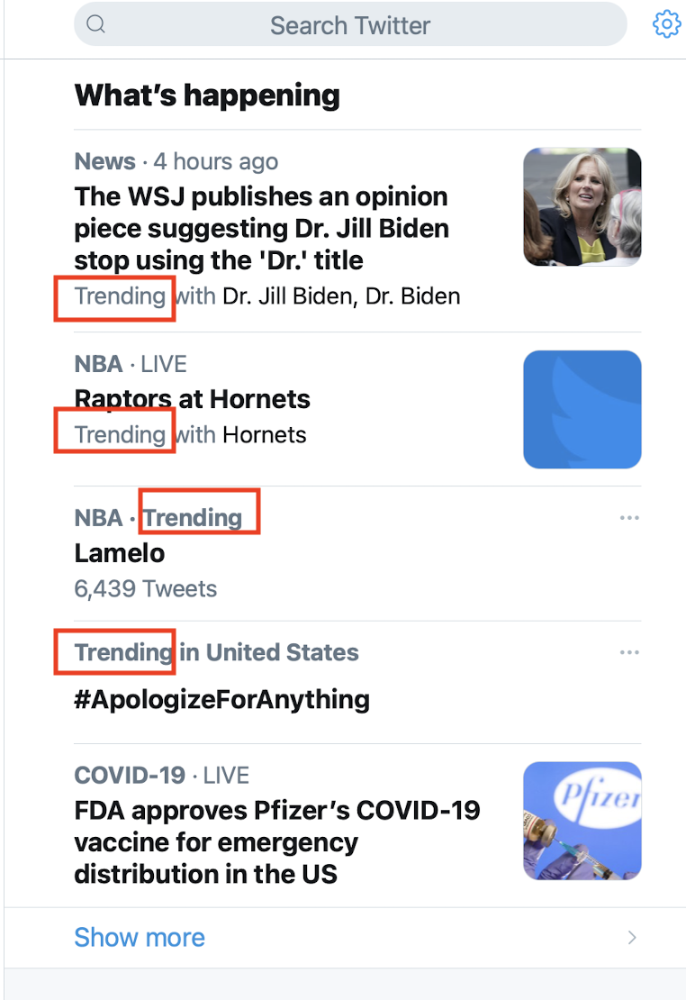 Search Twitter
What’s happening
News · 4 hours ago
The WSJ publishes an opinion
piece suggesting Dr. Jill Biden
stop using the 'Dr.' title
Trending with Dr. Jill Biden, Dr. Biden
NBA · LIVE
Raptors at Hornets
Trending with Hornets
NBA · Trending
Lamelo
6,439 Tweets
Trending in United States
#ApologizeForAnything
COVID-19 · LIVE
FDA approves Pfizer’s COVID-19
vaccine for emergency
distribution in the US
Pfizer
Show more